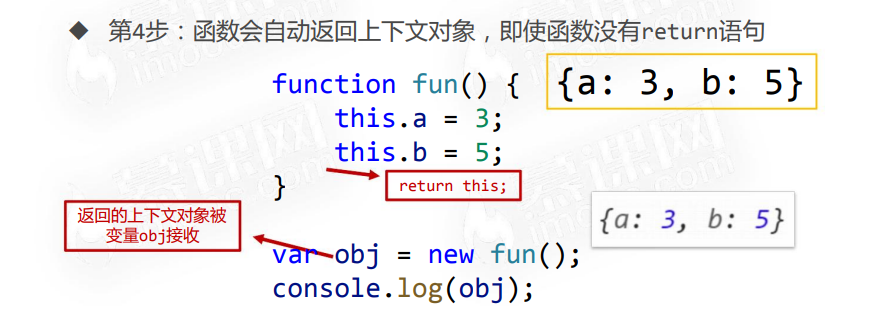 ◆ 第4步：函数会自动返回上下文对象，即使函数没有return语句
function fun() {
{a: 3, b: 5}
this.a = 3;
this.b = 5;
}
return this;
返回的上下文对象被
变量obj接收
{a: 3, b: 5}
var obj = new fun();
console.log(obj);